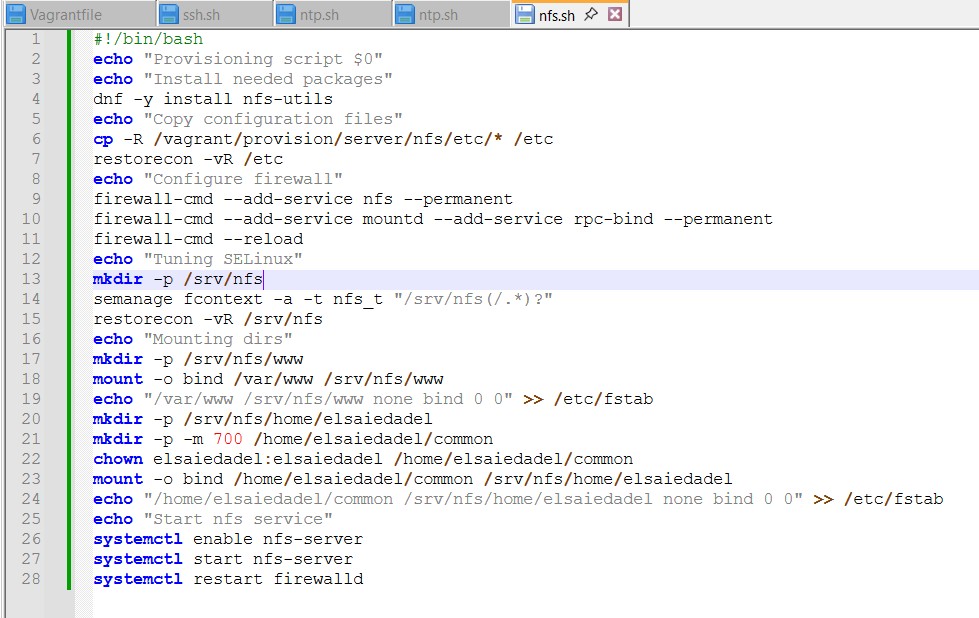 Vagrantfile ssh.sh ntp.sh ntp.sh nfs.sh
1 #!/bin/bash
2 echo "Provisioning script $0"
3 echo "Install needed packages"
4 dnf -y install nfs-utils
5 echo "Copy configuration files"
6 cp -R /vagrant/provision/server/nfs/etc/* /etc
7 restorecon -vR /etc
8 echo "Configure firewall"
9 firewall-cmd --add-service nfs --permanent
10 firewall-cmd --add-service mountd --add-service rpc-bind --permanent
11 firewall-cmd --reload
12 echo "Tuning SELinux"
13 mkdir -p /srv/nfs
14 semanage fcontext -a -t nfs_t "/srv/nfs(/.*)?"
15 restorecon -vR /srv/nfs
16 echo "Mounting dirs"
17 mkdir -p /srv/nfs/www
18 mount -o bind /var/www /srv/nfs/www
19 echo "/var/www /srv/nfs/www none bind 0 0" >> /etc/fstab
20 mkdir -p /srv/nfs/home/elsaiedadel
21 mkdir -p -m 700 /home/elsaiedadel/common
22 chown elsaiedadel:elsaiedadel /home/elsaiedadel/common
23 mount -o bind /home/elsaiedadel/common /srv/nfs/home/elsaiedadel
24 echo "/home/elsaiedadel/common /srv/nfs/home/elsaiedadel none bind 0 0" >> /etc/fstab
25 echo "Start nfs service"
26 systemctl enable nfs-server
27 systemctl start nfs-server
28 systemctl restart firewalld